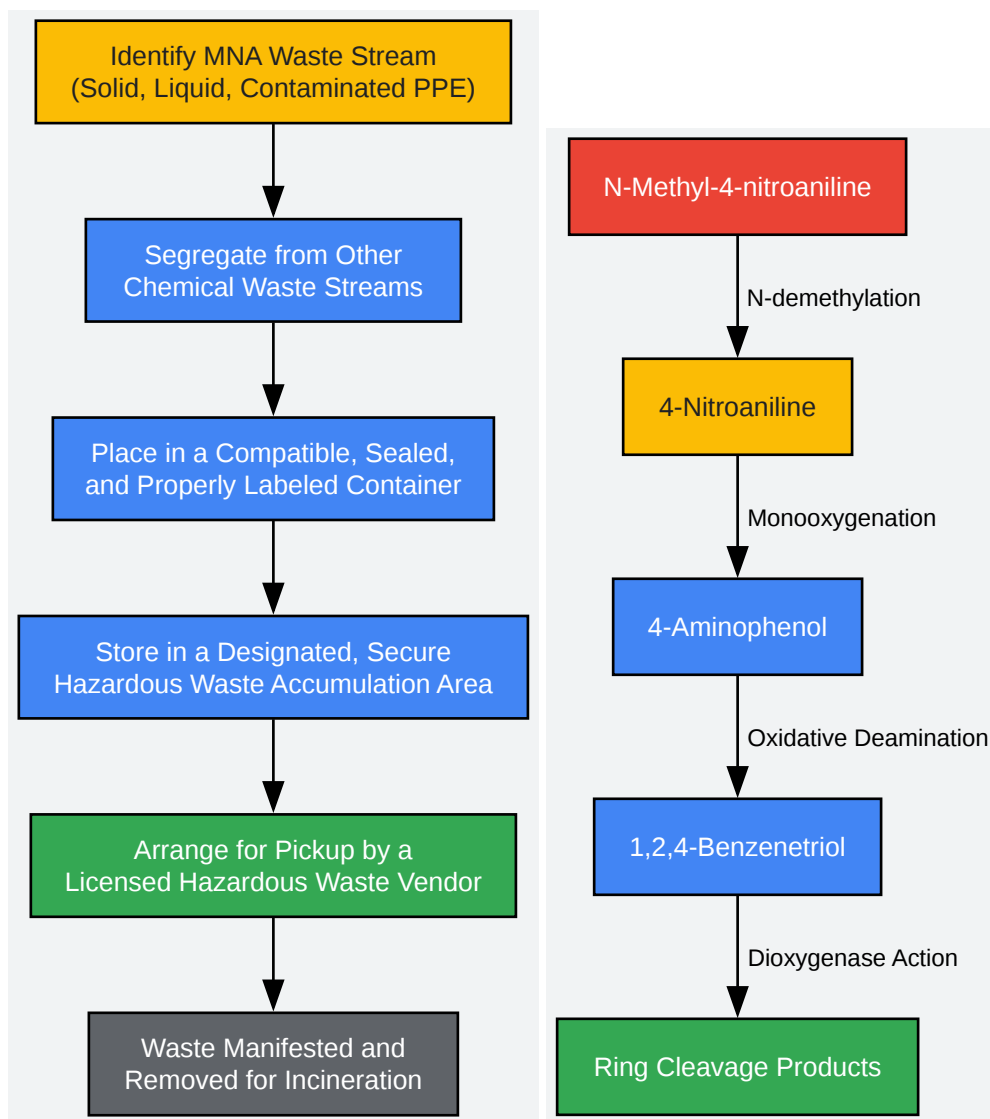 Identify MNA Waste Stream
(Solid, Liquid, Contaminated PPE)
Segregate from Other
Chemical Waste Streams
Place in a Compatible, Sealed,
and Properly Labeled Container
Store in a Designated, Secure
Hazardous Waste Accumulation Area
Arrange for Pickup by a
Licensed Hazardous Waste Vendor
Waste Manifested and
Removed for Incineration
N-Methyl-4-nitroaniline
N-demethylation
4-Nitroaniline
Monooxygenation
4-Aminophenol
Oxidative Deamination
1,2,4-Benzenetriol
Dioxygenase Action
Ring Cleavage Products